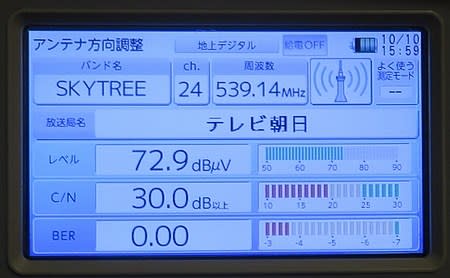 アンテナ方向調整 地上デジタル 給電OFF 10/10
15:59
バンド名 ch. 周波数 よく使う
測定モード
SKYTREE 24 539.14MHz --
放送局名 テレビ朝日
レベル 72.9dBμV 50 60 70 80 90
C/N 30.0dB以上 10 15 20 25 30
BER 0.00 -3 -4 -5 -6 -7